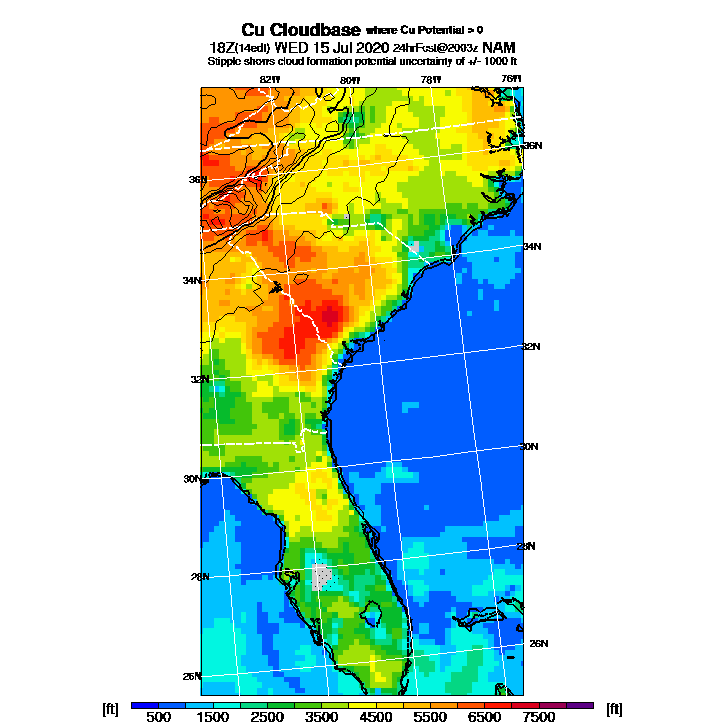 Cu Cloudbase where Cu Potential > 0
18Z(14edt) WED 15 Jul 2020 24hrFcst@2003z NAM
Stipple shows cloud formation potential uncertainty of +/- 1000 ft
82W 80W 78W 76W
36N
36N
34N
34N
32N
32N
30N
30N
28N
28N
26N
26N
[ft] 500 1500 2500 3500 4500 5500 6500 7500 [ft]